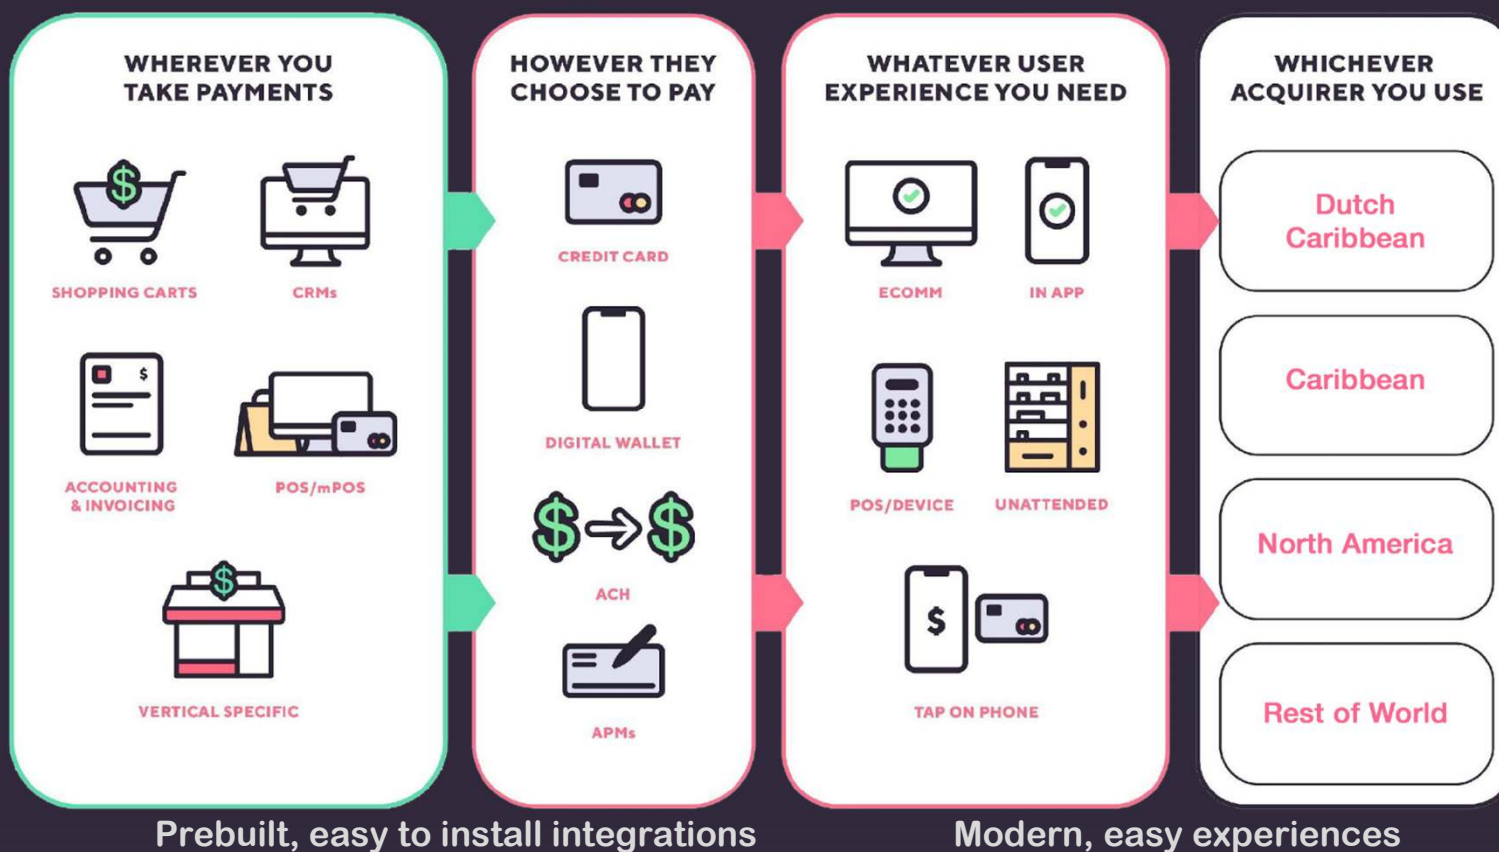 WHEREVER YOU
TAKE PAYMENTS
SHOPPING CARTS
CRMs
ACCOUNTING
& INVOICING
POS/mPOS
VERTICAL SPECIFIC
HOWEVER THEY
CHOOSE TO PAY
CREDIT CARD
DIGITAL WALLET
ACH
APMs
WHATEVER USER
EXPERIENCE YOU NEED
ECOMM
IN APP
POS/DEVICE
UNATTENDED
TAP ON PHONE
WHICHEVER
ACQUIRER YOU USE
Dutch
Caribbean
Caribbean
North America
Rest of World
Prebuilt, easy to install integrations
Modern, easy experiences